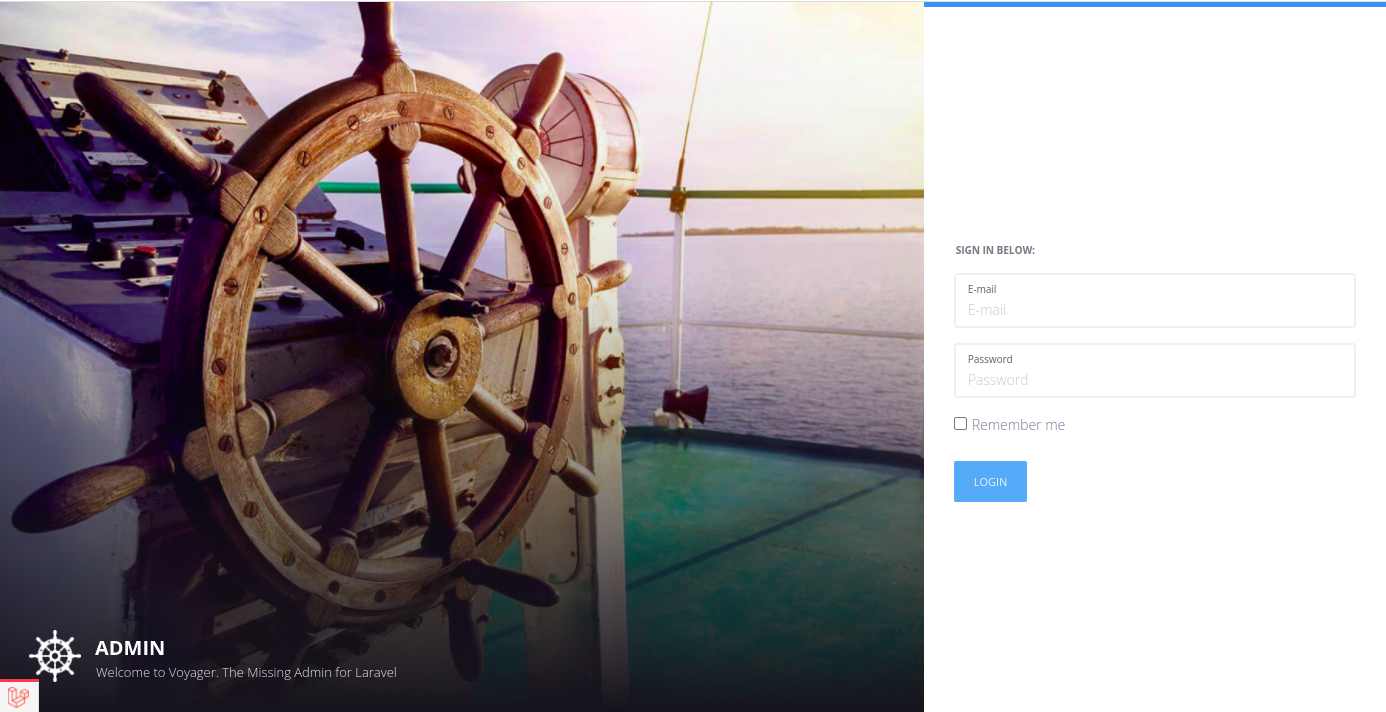 ADMIN
Welcome to Voyager. The Missing Admin for Laravel
SIGN IN BELOW:
E-mail
E-mail
Password
Password
Remember me
LOGIN